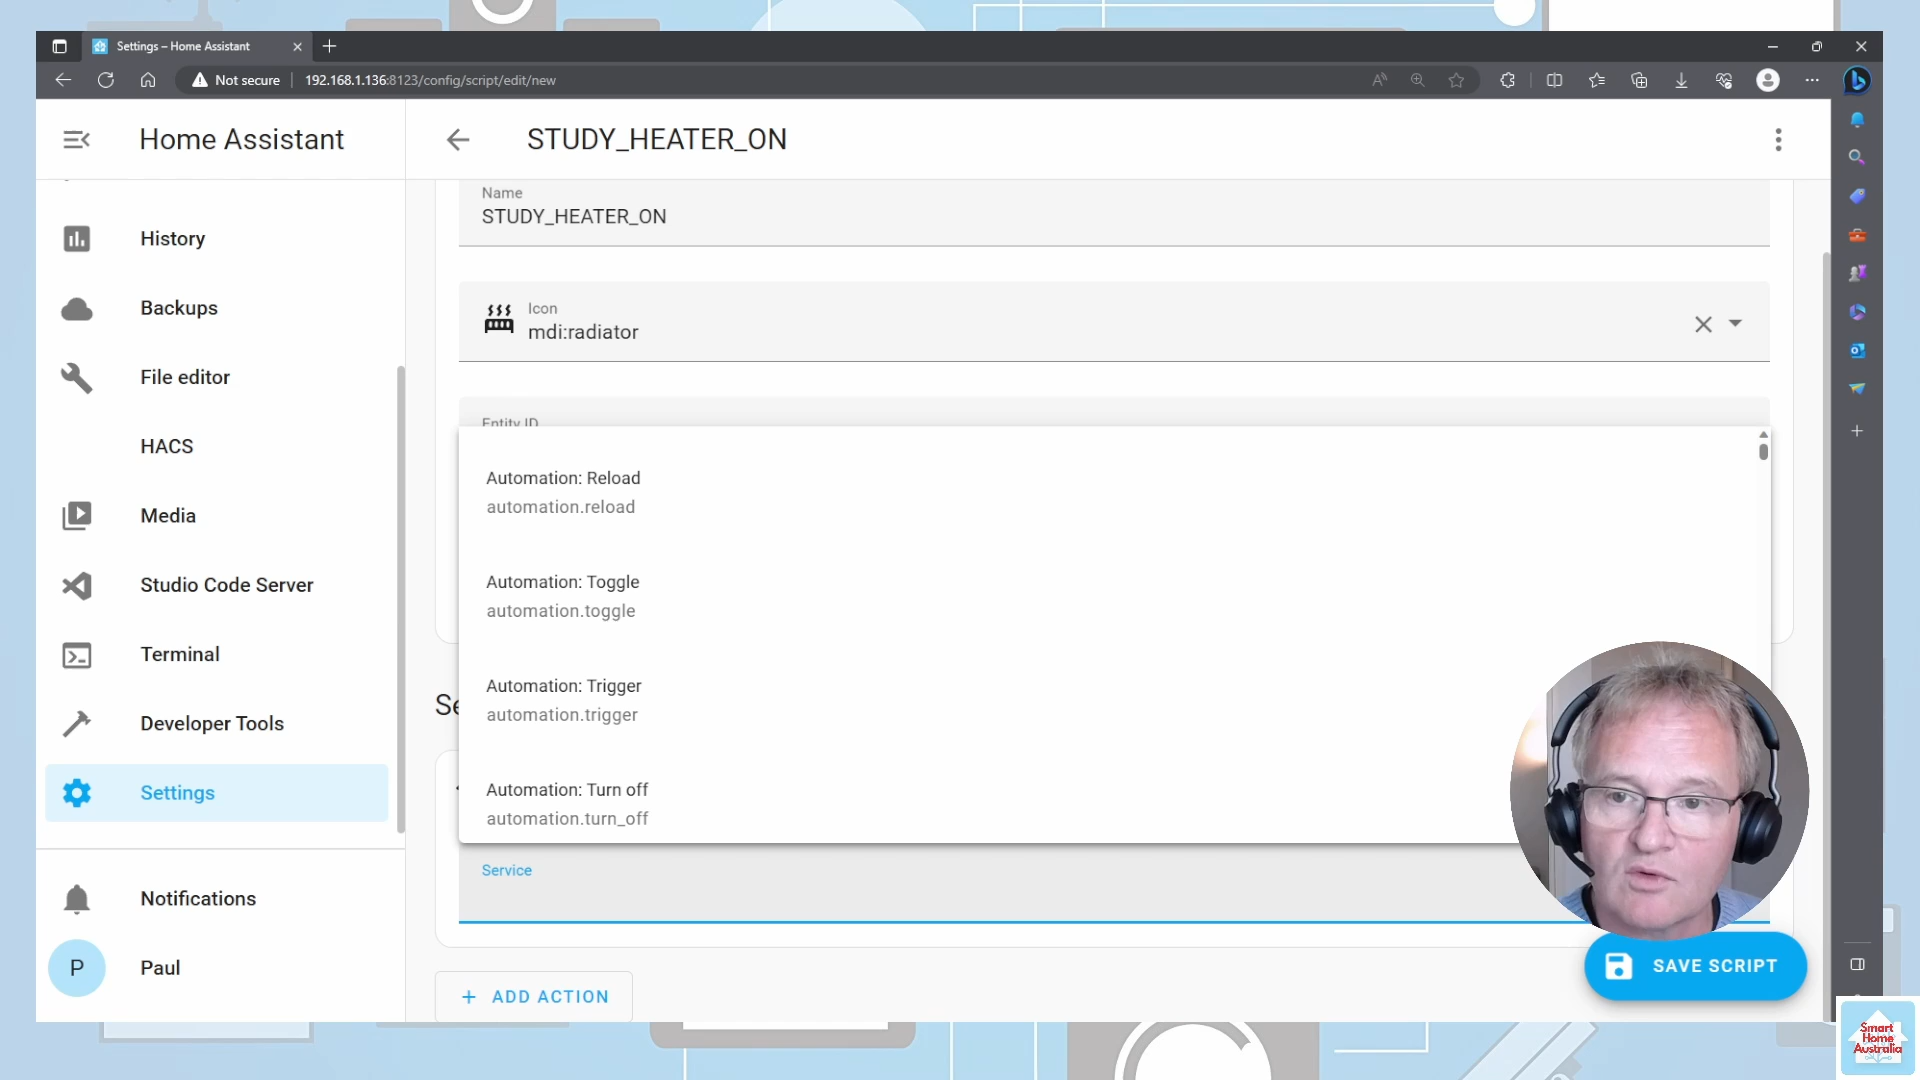 Settings – Home Assistant
Not secure
192.168.1.136:8123/config/script/edit/new
Home Assistant
STUDY_HEATER_ON
History
Backups
File editor
HACS
Media
Studio Code Server
Terminal
Developer Tools
Settings
Notifications
P
Paul
Name
STUDY_HEATER_ON
Icon
mdi:radiator
Entity ID
Automation: Reload
automation.reload
Automation: Toggle
automation.toggle
Automation: Trigger
automation.trigger
Automation: Turn off
automation.turn_off
Service
ADD ACTION
SAVE SCRIPT
Smart
Home
Australia